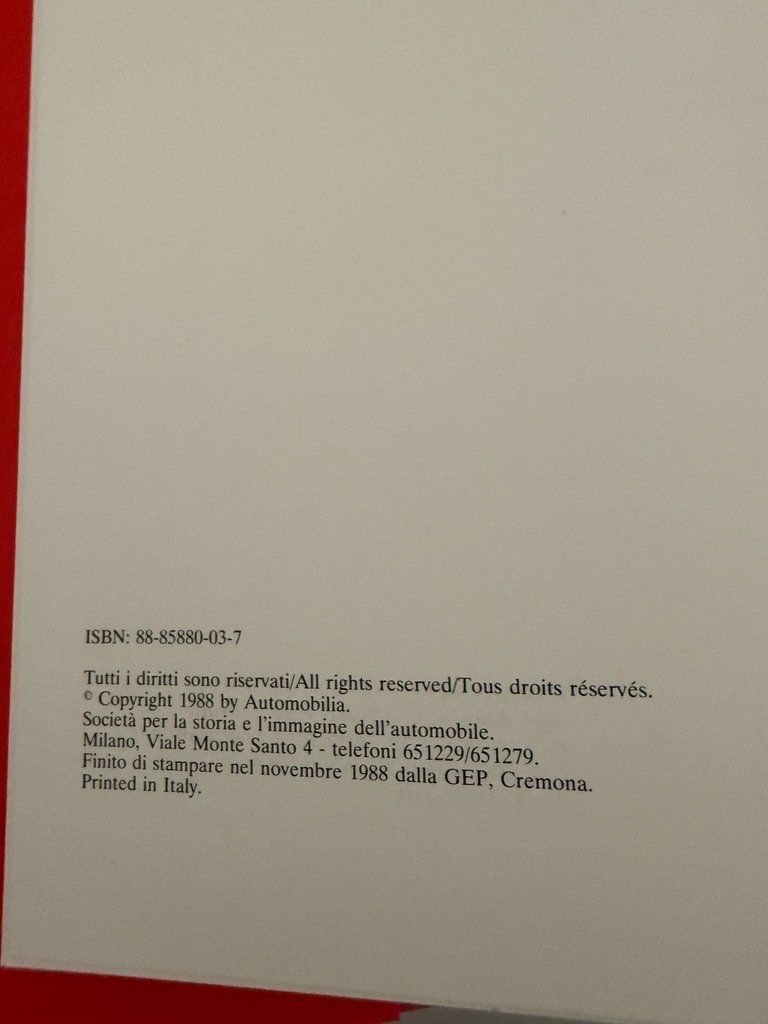 ISBN: 88-85880-03-7
Tutti i diritti sono riservati/All rights reserved/Tous droits réservés.
© Copyright 1988 by Automobilia.
Società per la storia e l'immagine dell'automobile.
Milano, Viale Monte Santo 4 - telefoni 651229/651279.
Finito di stampare nel novembre 1988 dalla GEP, Cremona.
Printed in Italy.